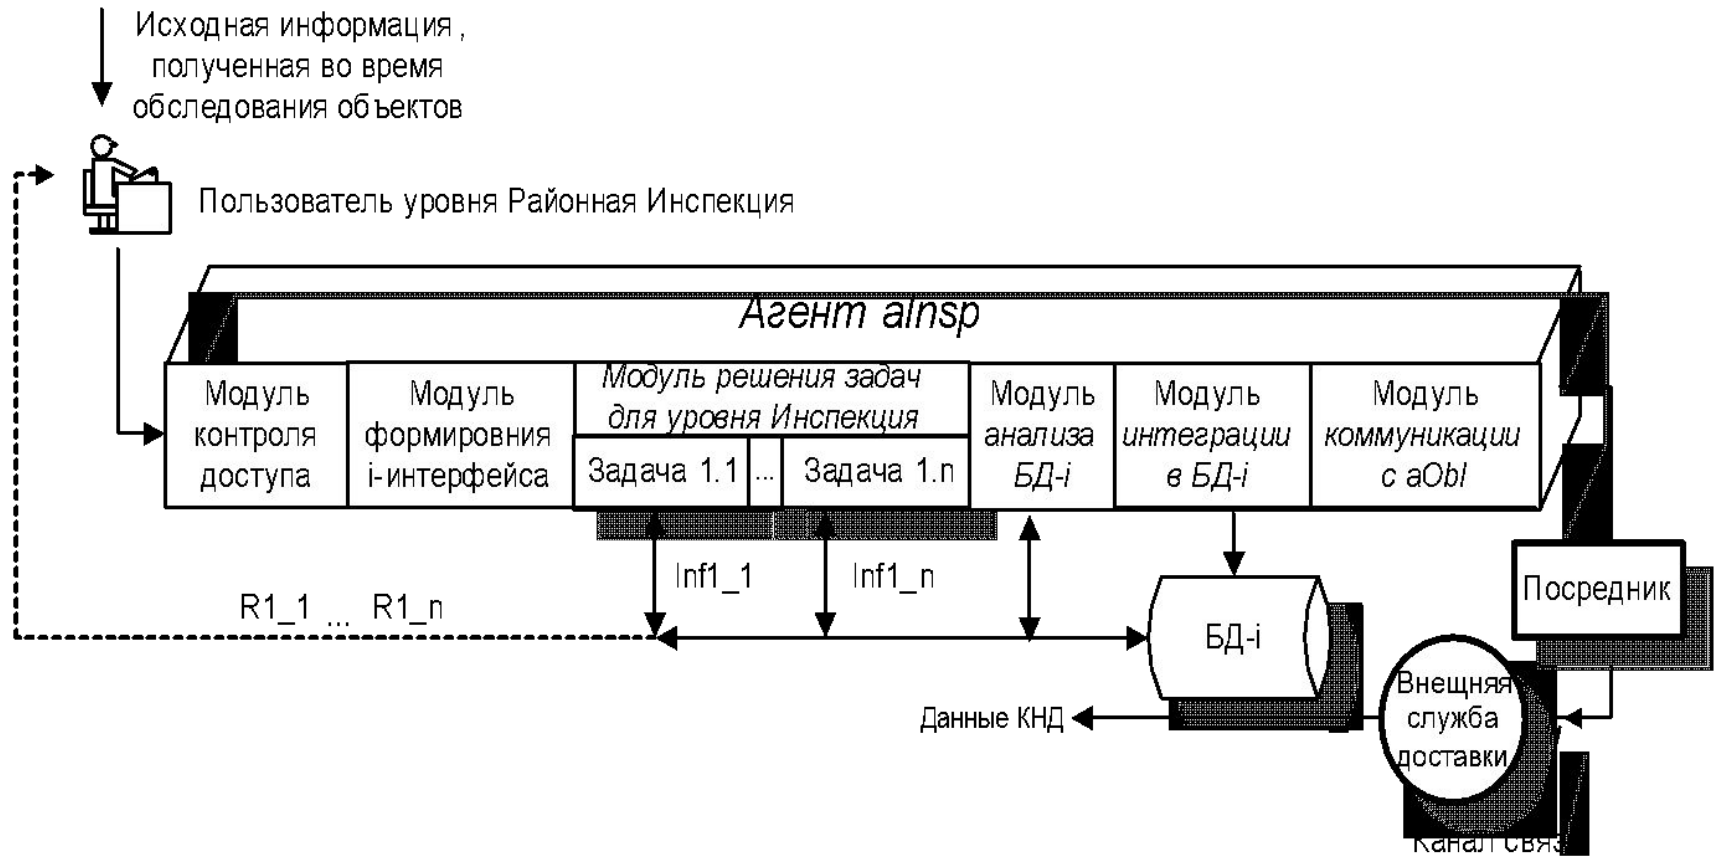 Исходная информация ,
полученная во время
обследования объектов
Пользователь уровня Районная Инспекция
Агент aInsp
Модуль
контроля
доступа
Модуль
формировния
i-интерфейса
Модуль решения задач
для уровня Инспекция
Задача 1.1
...
Задача 1.n
Модуль
анализа
БД-i
Модуль
интеграции
в БД-i
Модуль
коммуникации
с aObl
Inf1_1
Inf1_n
R1_1 ... R1_n
БД-i
Посредник
Внещняя
служба
доставки
Данные КНД
Канал